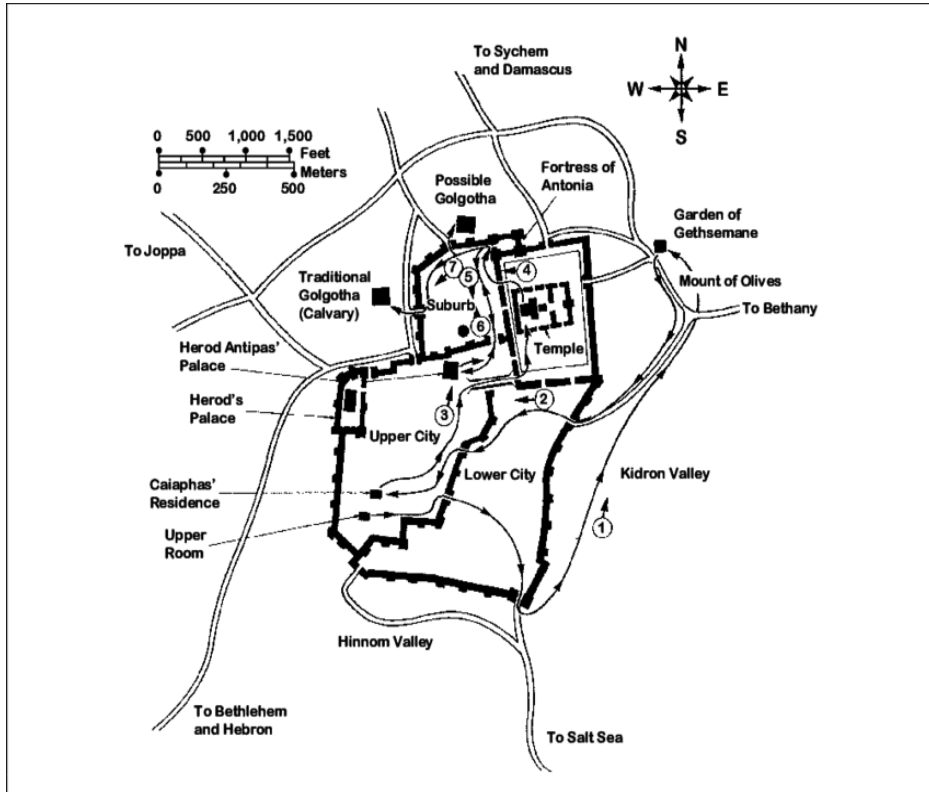 To Sychem
and Damascus
N
W
E
S
0 500 1,000 1,500
Feet
Meters
0 250 500
Possible
Golgotha
Fortress of
Antonia
Garden of
Gethsemane
To Joppa
Traditional
Golgotha
(Calvary)
7
5
4
Mount of Olives
Suburb
6
To Bethany
Temple
Herod Antipas'
Palace
Herod's
Palace
3
2
Upper City
Lower City
Kidron Valley
Caiaphas'
Residence
1
Upper
Room
Hinnom Valley
To Bethlehem
and Hebron
To Salt Sea